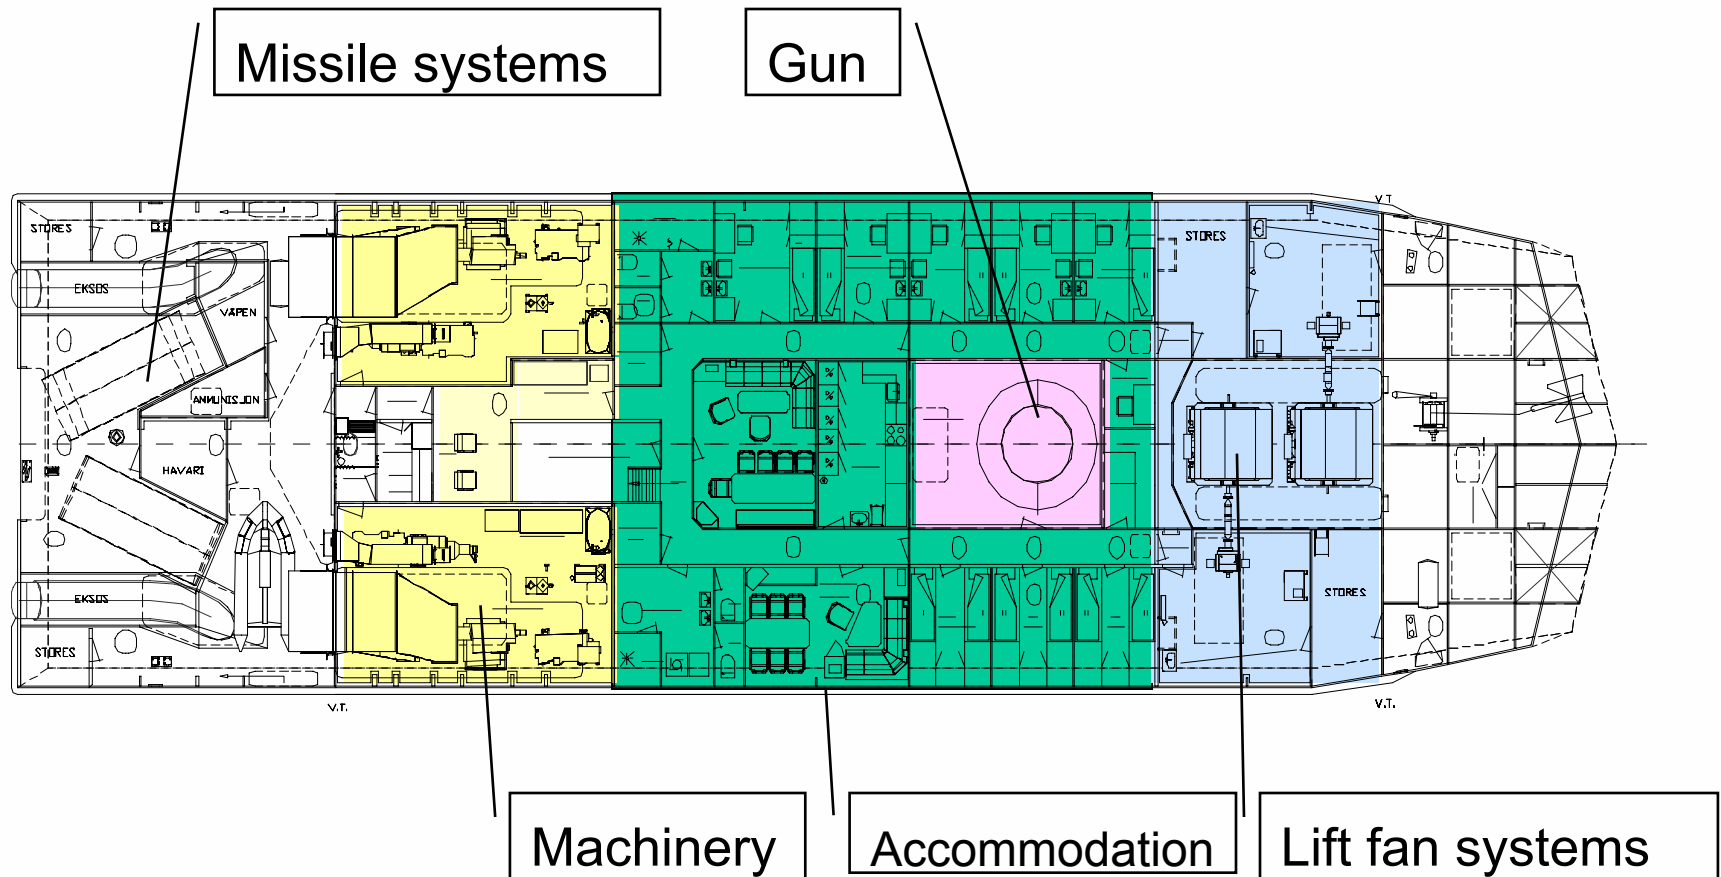 Missile systems
Gun
V.T
STORES
STORES
EKSOS
VÅPEN
AMMUNISJON
HAVARI
EKSOS
STORES
STORES
V.T.
V.T.
Machinery
Accommodation
Lift fan systems